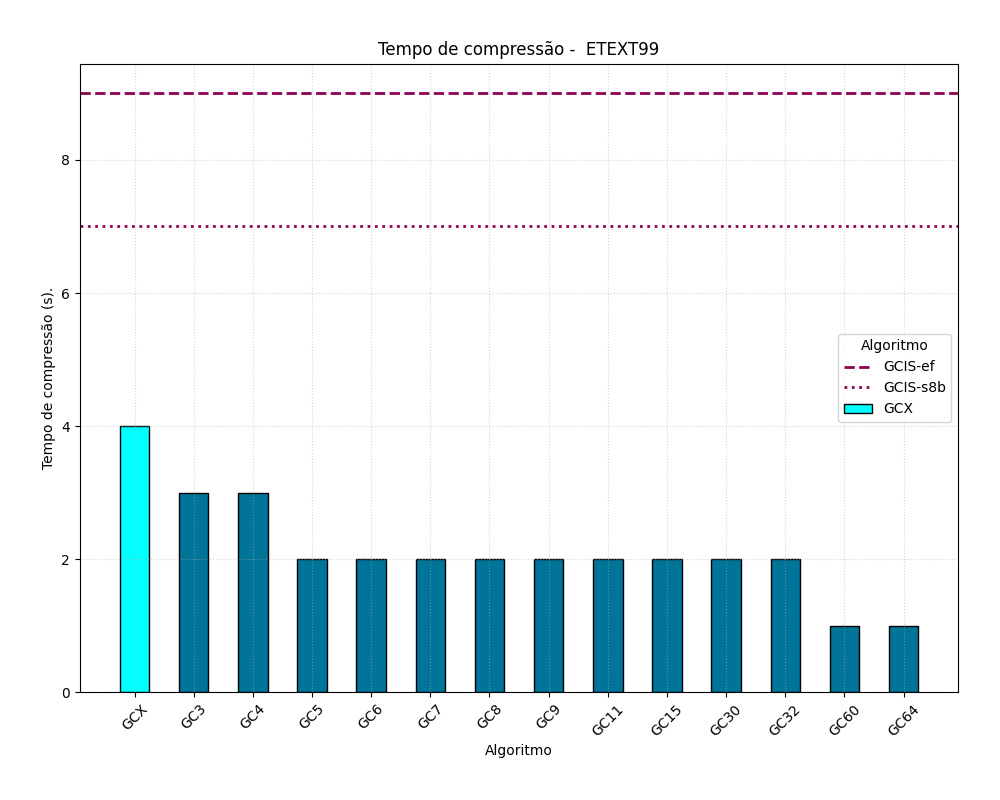 Tempo de compressão -  ETEXT99
Tempo de compressão (s).
8
6
4
2
0
Algoritmo
GCIS-ef
GCIS-s8b
GCX
GCX GC3 GC4 GC5 GC6 GC7 GC8 GC9 GC11 GC15 GC30 GC32 GC60 GC64
Algoritmo